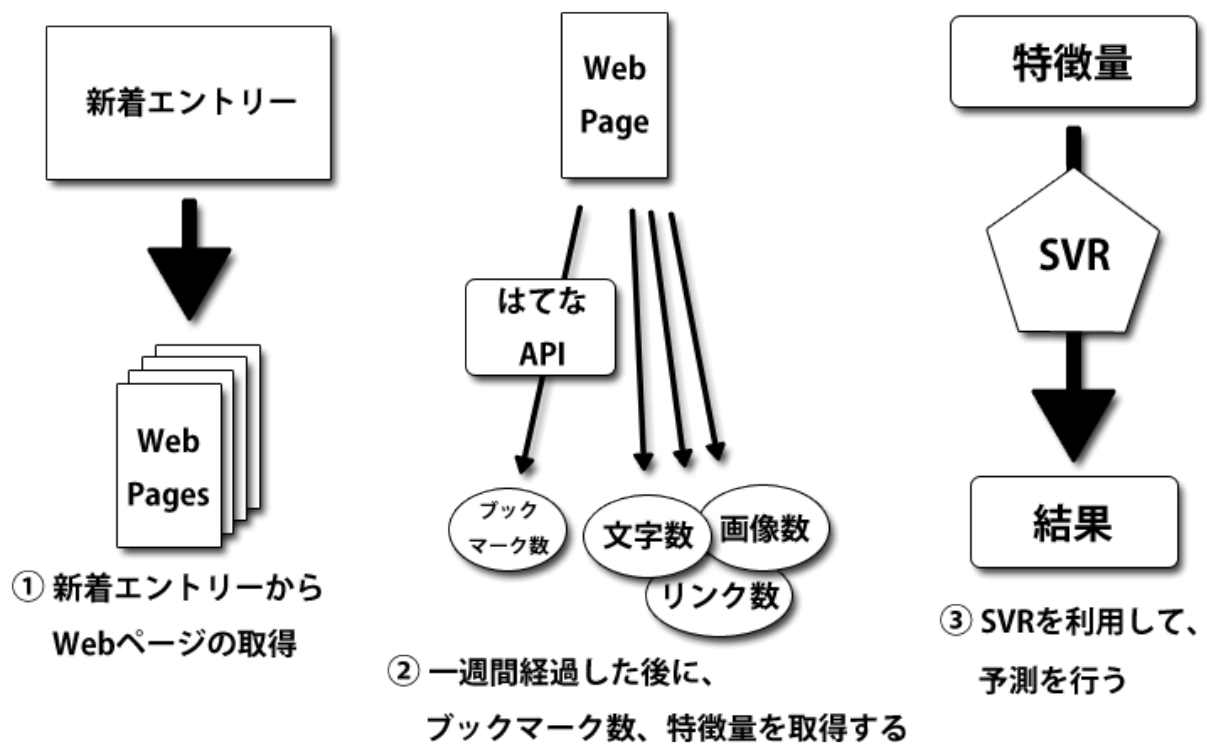 新着エントリー
Web
Pages
① 新着エントリーから
Webページの取得
Web
Page
はてな
API
ブック
マーク数
文字数
画像数
リンク数
② 一週間経過した後に、
ブックマーク数、特徴量を取得する
特徴量
SVR
結果
③ SVRを利用して、
予測を行う